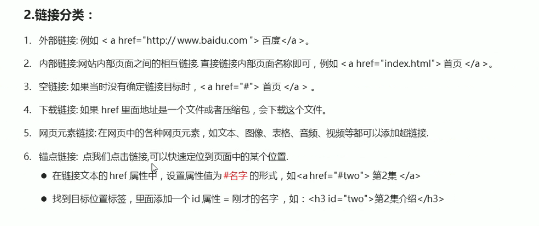 2.链接分类：
1. 外部链接: 例如 < a href="http:// www.baidu.com "> 百度</a >。
2. 内部链接:网站内部页面之间的相互链接. 直接链接内部页面名称即可，例如 < a href="index.html"> 首页 </a >。
3. 空链接: 如果当时没有确定链接目标时，< a href="#"> 首页 </a > 。
4. 下载链接: 如果 href 里面地址是一个文件或者压缩包，会下载这个文件。
5. 网页元素链接: 在网页中的各种网页元素，如文本、图像、表格、音频、视频等都可以添加超链接.
6. 锚点链接: 点我们点击链接,可以快速定位到页面中的某个位置.
● 在链接文本的 href 属性中，设置属性值为 #名字 的形式，如<a href="#two"> 第2集 </a>
● 找到目标位置标签，里面添加一个 id 属性 = 刚才的名字 ，如：<h3 id="two">第2集介绍</h3>